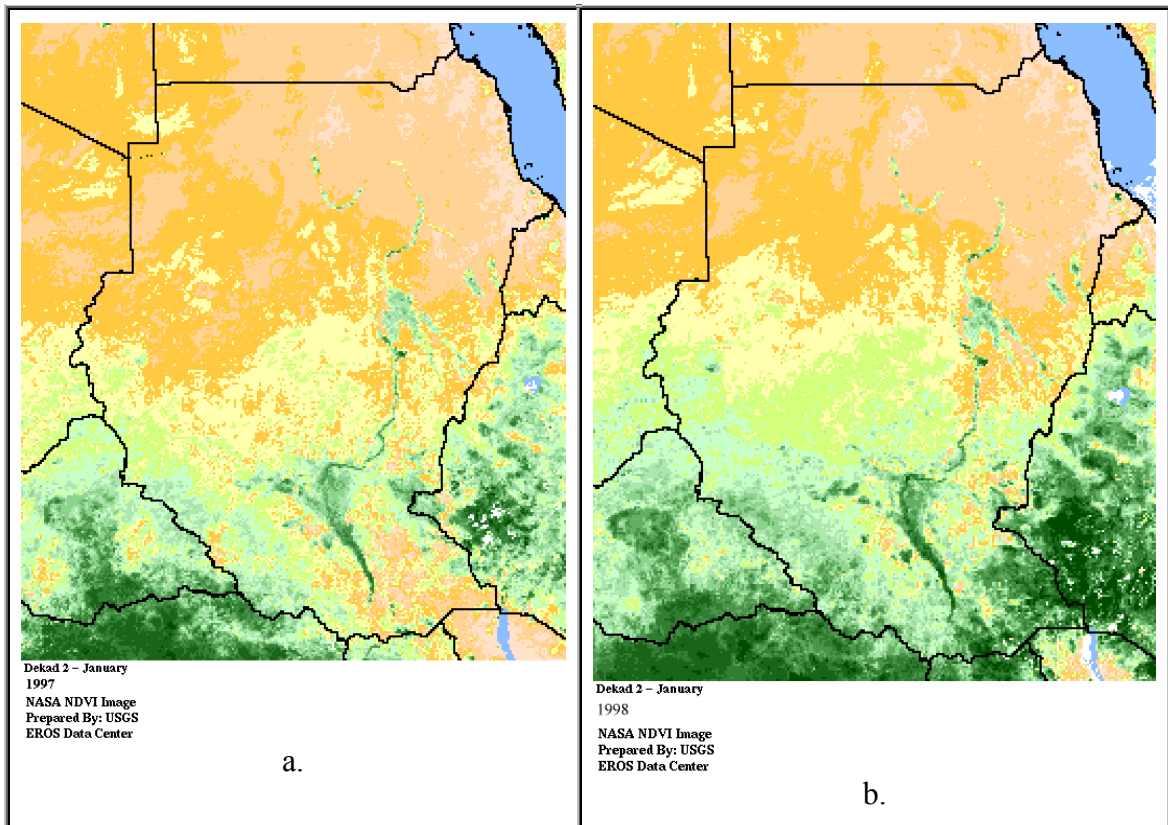 Dekad 2 – January
1997
NASA NDVI Image
Prepared By: USGS
EROS Data Center
a.
Dekad 2 – January
1998
NASA NDVI Image
Prepared By: USGS
EROS Data Center
b.